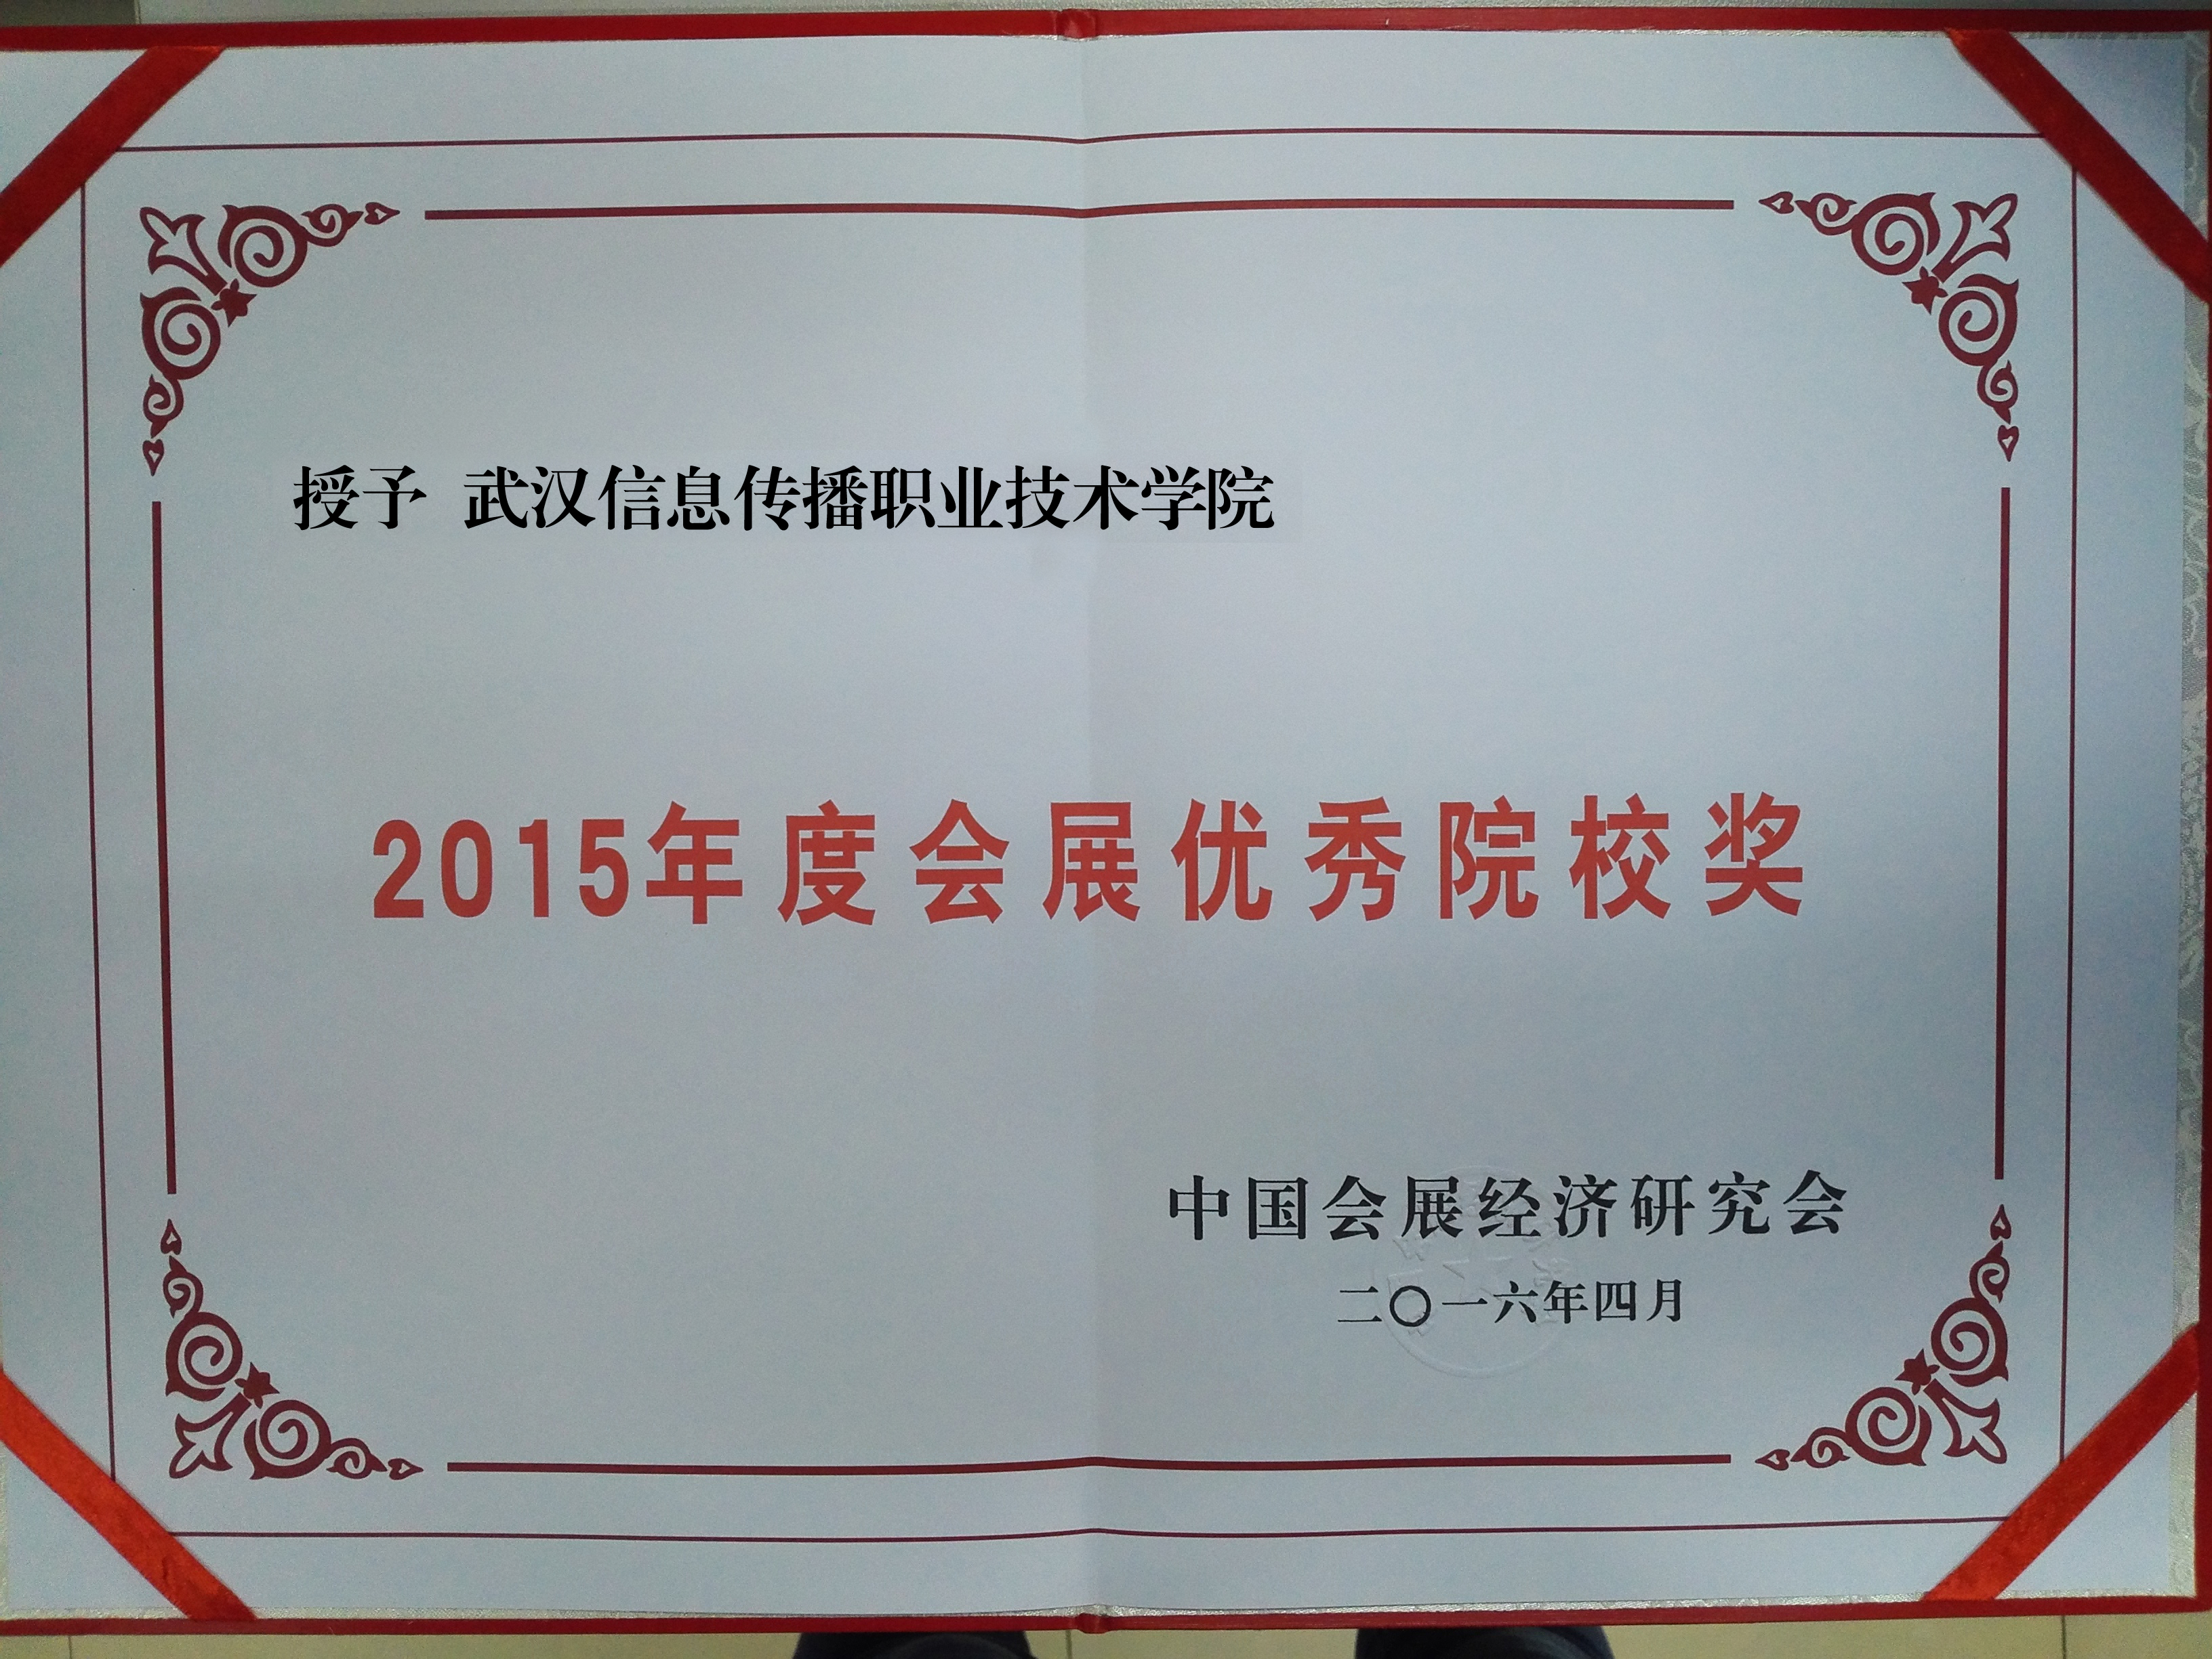 授予 武汉信息传播职业技术学院
2015年度会展优秀院校奖
中国会展经济研究会
二〇一六年四月